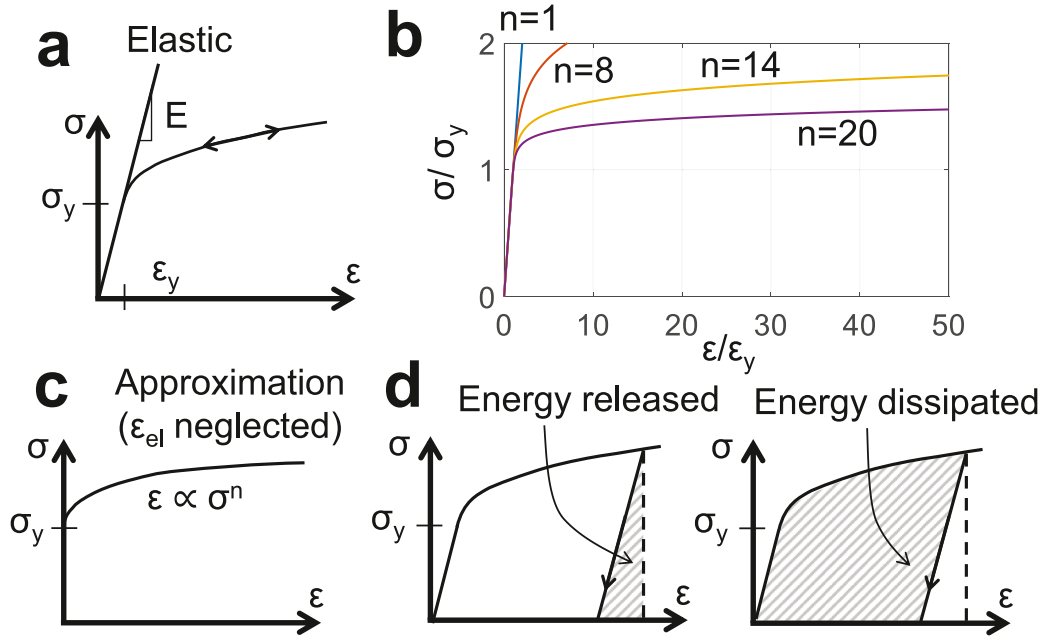 a
Elastic
E
σ
σy
εy
ε
b
n=1
n=8
n=14
n=20
2
1
0
σ/ σy
0 10 20 30 40 50
ε/εy
c
Approximation
(εel neglected)
σ
ε ∝ σⁿ
σy
ε
d
Energy released
σ
σy
ε
Energy dissipated
σ
σy
ε